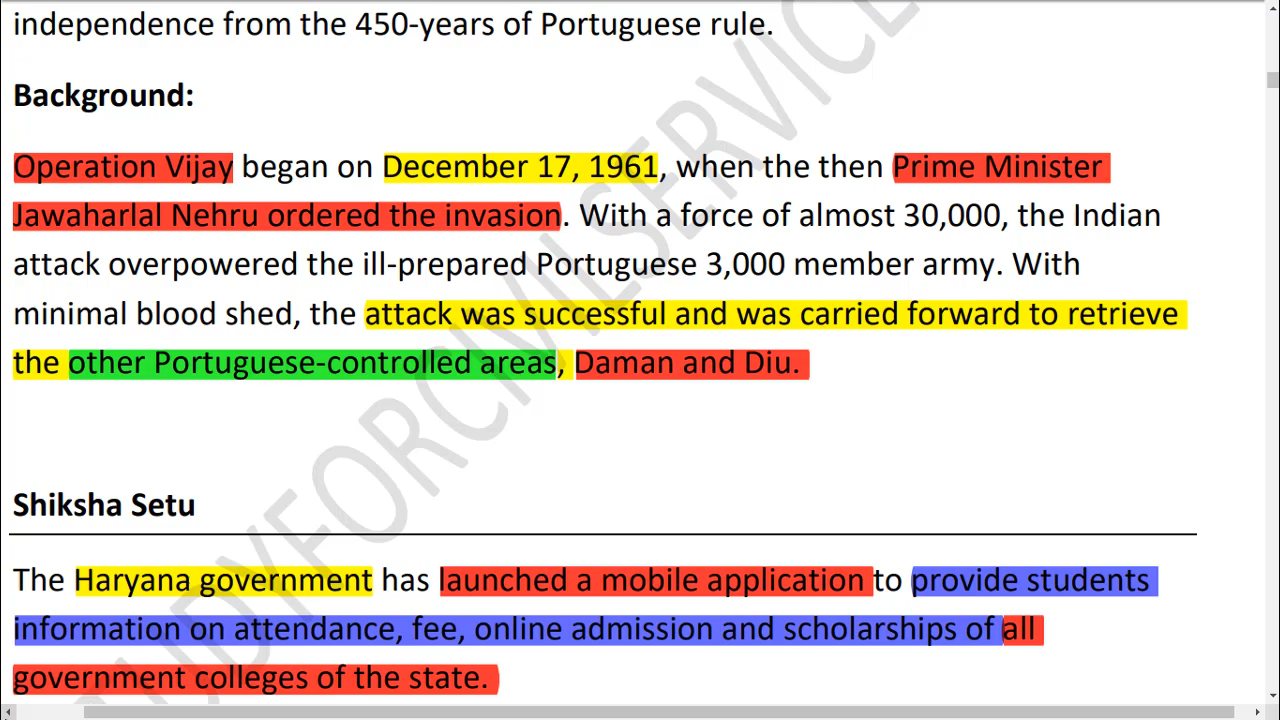 independence from the 450-years of Portuguese rule.
Background:
Operation Vijay began on December 17, 1961, when the then Prime Minister
Jawaharlal Nehru ordered the invasion. With a force of almost 30,000, the Indian
attack overpowered the ill-prepared Portuguese 3,000 member army. With
minimal blood shed, the attack was successful and was carried forward to retrieve
the other Portuguese-controlled areas, Daman and Diu.
Shiksha Setu
The Haryana government has launched a mobile application to provide students
information on attendance, fee, online admission and scholarships of all
government colleges of the state.
UDYFORCIVILSERVICE